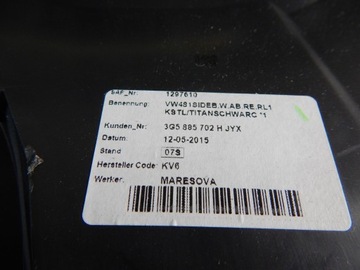 1297610
Benennung: VW481SIDEB.W.AB.RE.RL1
KSTL/TITANSCHWARC *1
Kunden_Nr: 3G5 885 702 H JYX
Datum: 12-05-2015
Stand 07S
Hersteller Code: KV6
Werker: MARESOVA